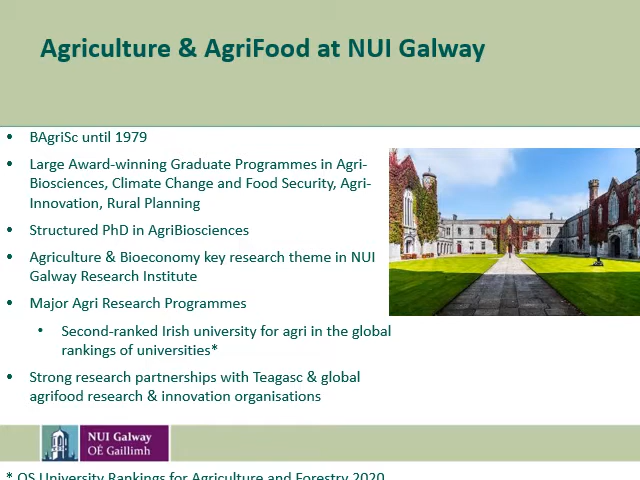 Agriculture & AgriFood at NUI Galway
• BAgriSc until 1979
• Large Award-winning Graduate Programmes in Agri-
Biosciences, Climate Change and Food Security, Agri-
Innovation, Rural Planning
• Structured PhD in AgriBiosciences
• Agriculture & Bioeconomy key research theme in NUI
Galway Research Institute
• Major Agri Research Programmes
• Second-ranked Irish university for agri in the global
rankings of universities*
• Strong research partnerships with Teagasc & global
agrifood research & innovation organisations
NUI Galway
OÉ Gaillimh
* QS University Rankings for Agriculture and Forestry 2020